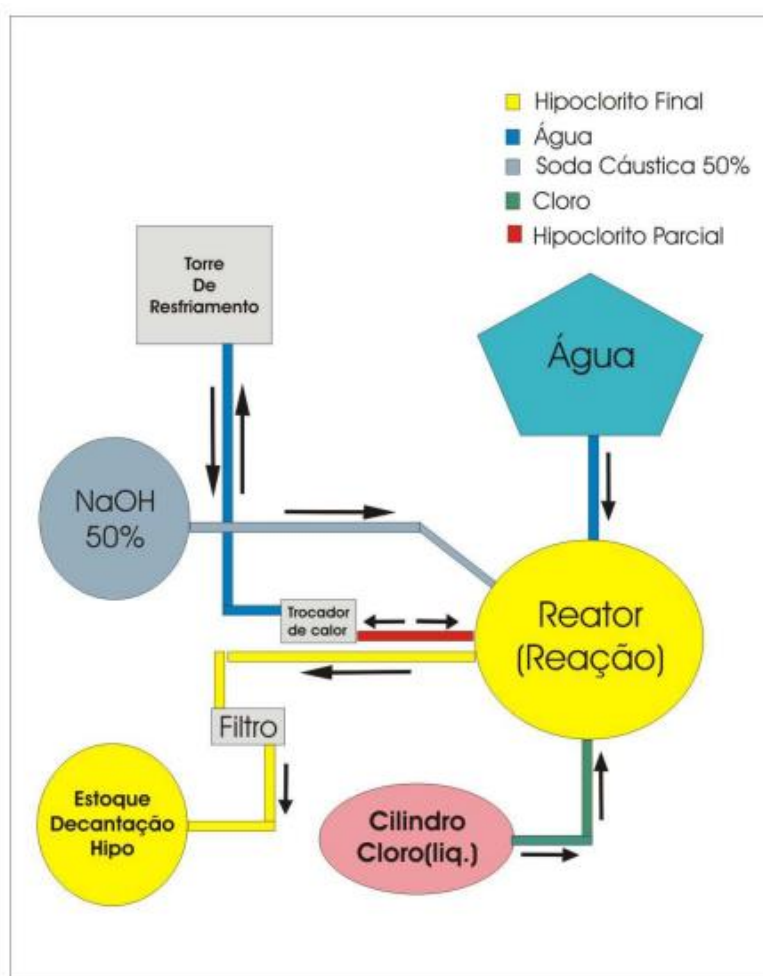 Hipoclorito Final
Água
Soda Cáustica 50%
Cloro
Hipoclorito Parcial
Torre
De
Resfriamento
Água
NaOH
50%
Trocador
de calor
Reator
(Reação)
Filtro
Estoque
Decantação
Hipo
Cilindro
Cloro(liq.)